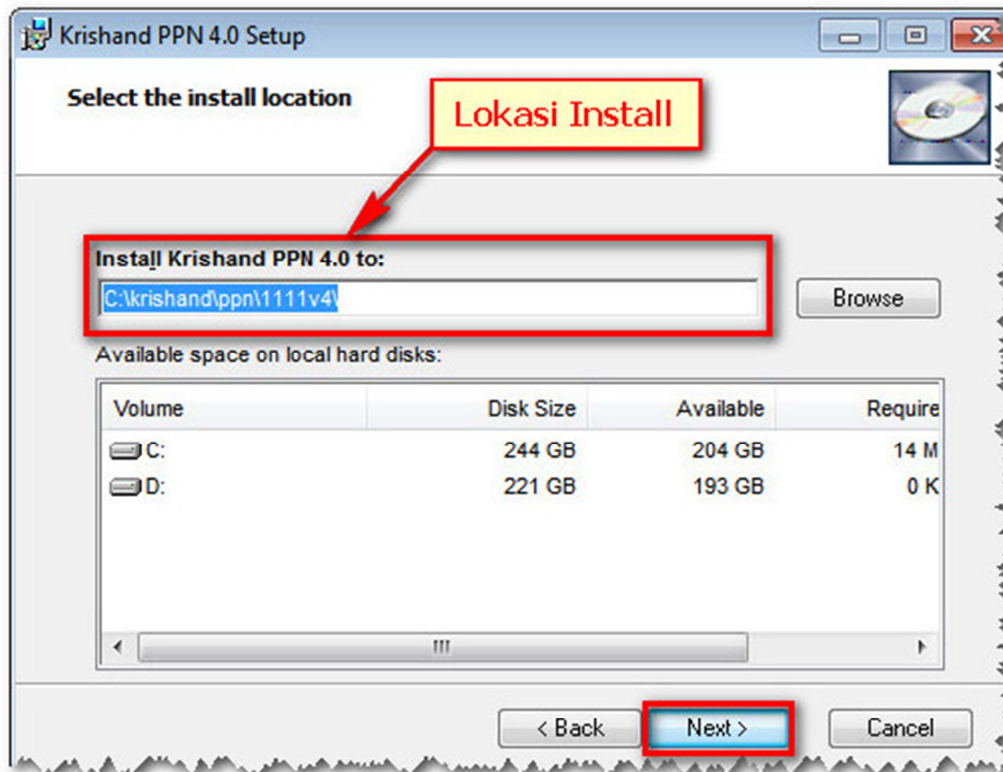 Krishand PPN 4.0 Setup
Select the install location
Lokasi Install
Install Krishand PPN 4.0 to:
C:\krishand\ppn\1111v4\
Browse
Available space on local hard disks:
Volume Disk Size Available Require
C: 244 GB 204 GB 14 M
D: 221 GB 193 GB 0 K
< Back Next > Cancel